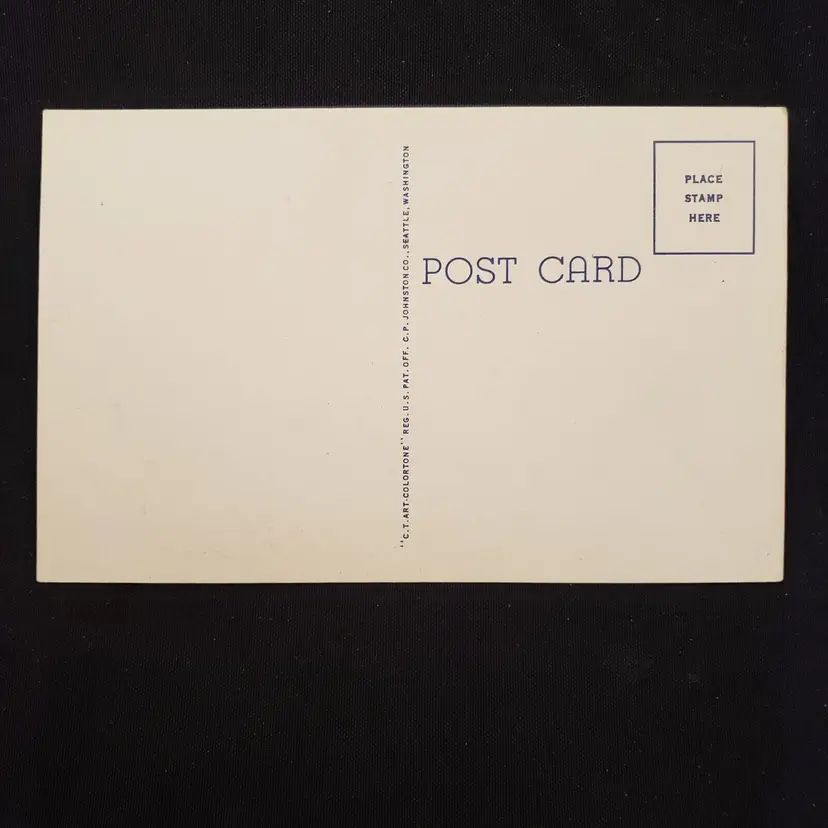 "C.T. ART-COLORTONE" REG. U.S. PAT. OFF. C.P. JOHNSTON CO., SEATTLE, WASHINGTON
POST CARD
PLACE
STAMP
HERE